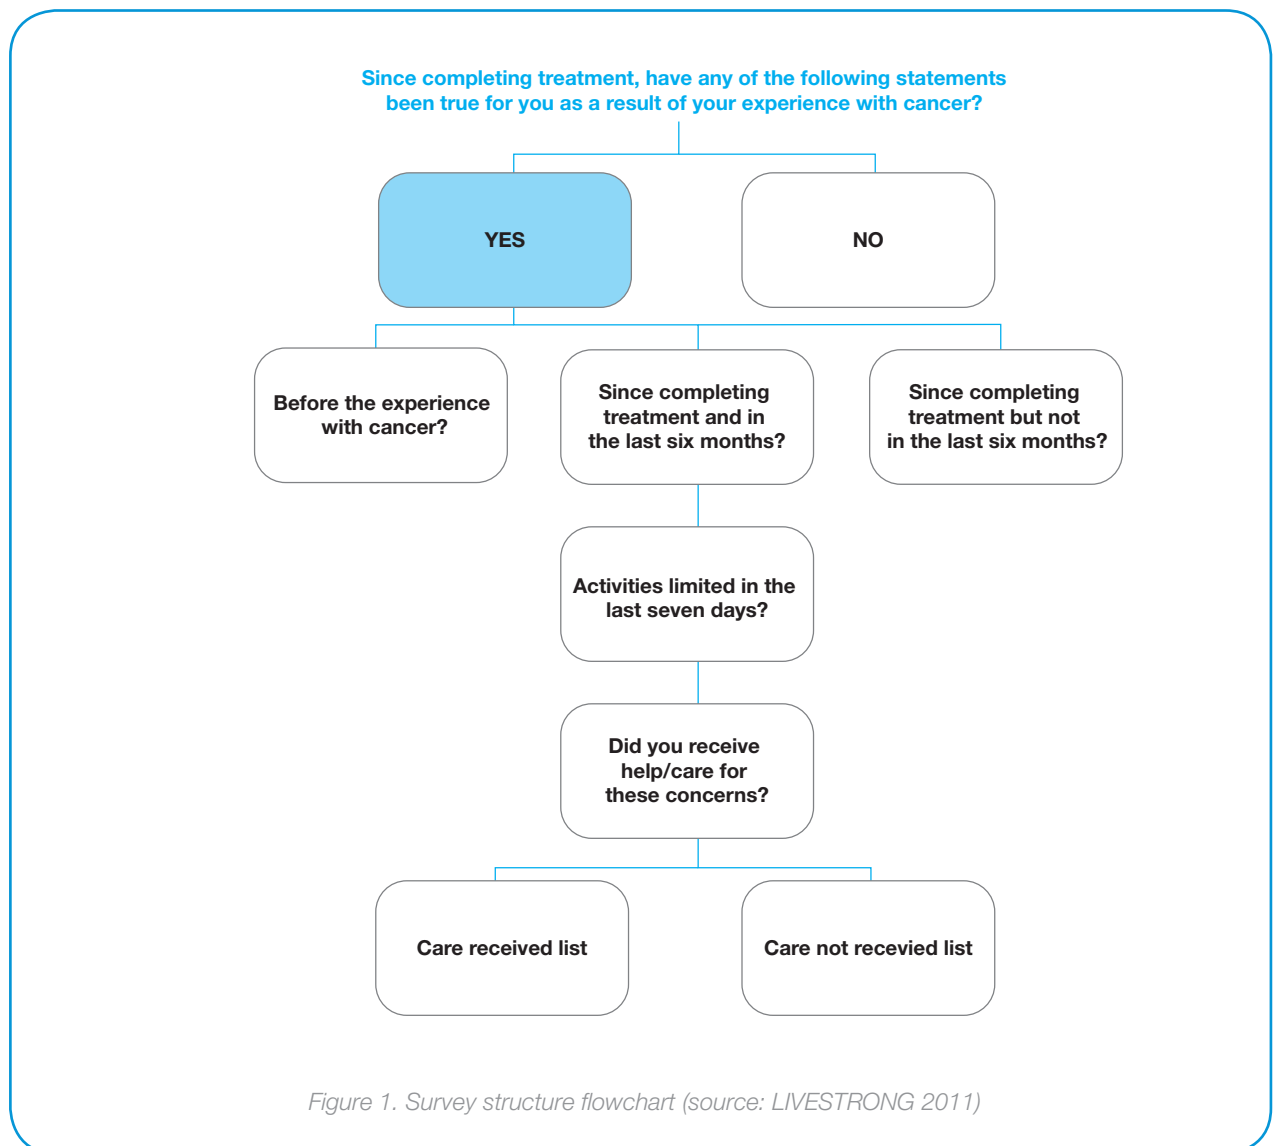 Since completing treatment, have any of the following statements
been true for you as a result of your experience with cancer?
YES
NO
Before the experience
with cancer?
Since completing
treatment and in
the last six months?
Since completing
treatment but not
in the last six months?
Activities limited in the
last seven days?
Did you receive
help/care for
these concerns?
Care received list
Care not recevied list
Figure 1. Survey structure flowchart (source: LIVESTRONG 2011)